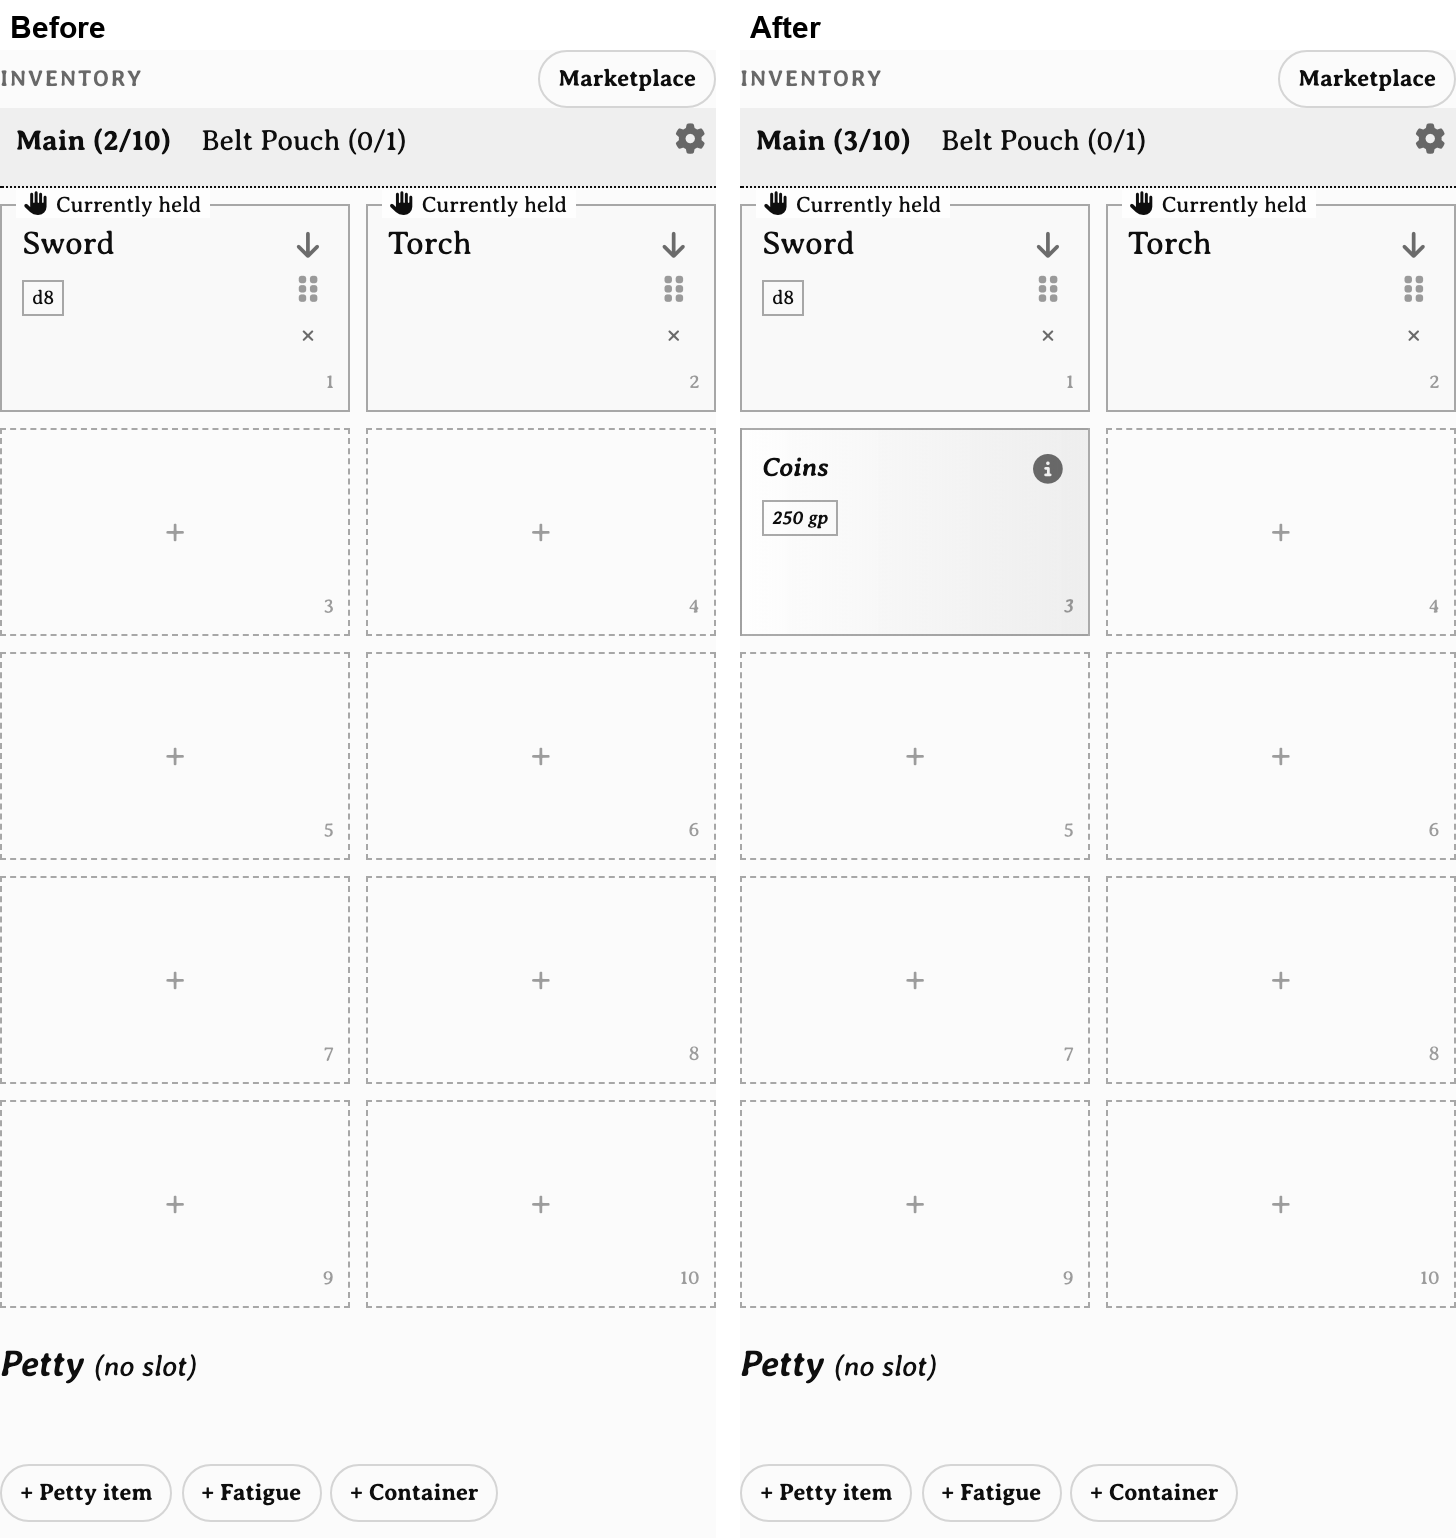 Before
INVENTORY
Marketplace
Main (2/10)
Belt Pouch (0/1)
Currently held
Sword
d8
×
1
Currently held
Torch
×
2
+
3
+
4
+
5
+
6
+
7
+
8
+
9
+
10
Petty (no slot)
+ Petty item
+ Fatigue
+ Container
After
INVENTORY
Marketplace
Main (3/10)
Belt Pouch (0/1)
Currently held
Sword
d8
×
1
Currently held
Torch
×
2
Coins
i
250 gp
3
+
4
+
5
+
6
+
7
+
8
+
9
+
10
Petty (no slot)
+ Petty item
+ Fatigue
+ Container